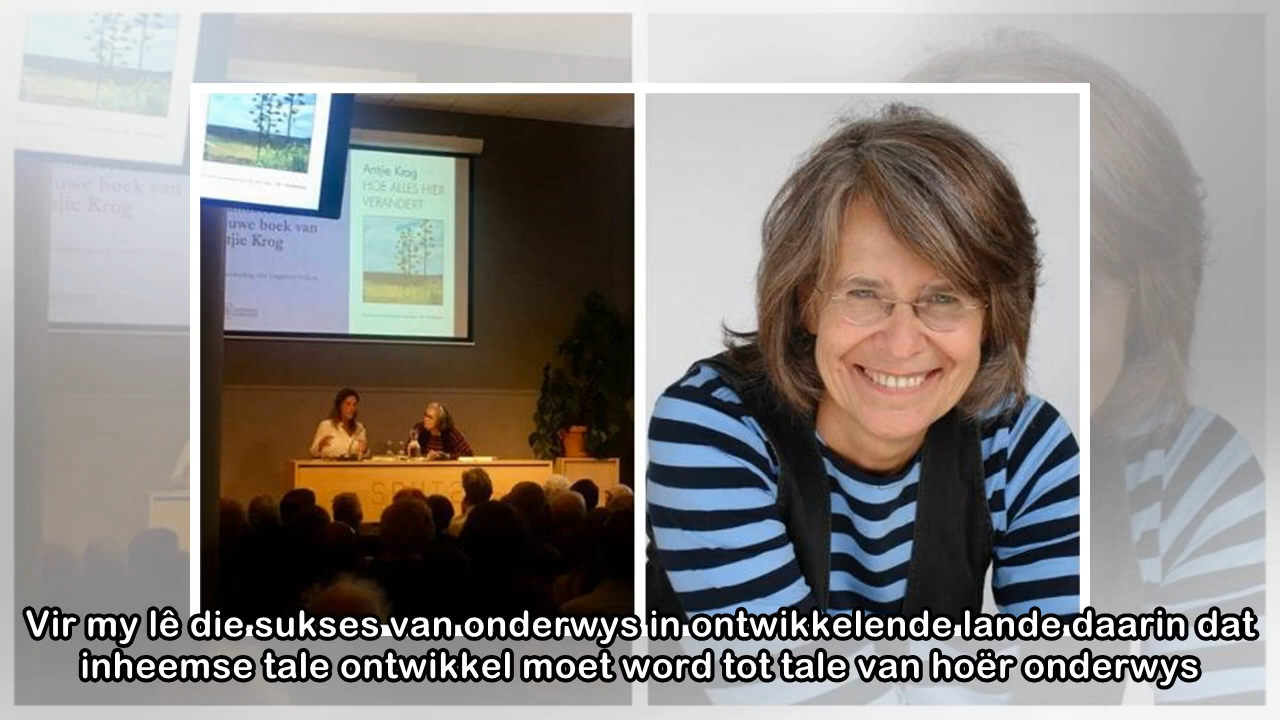 Antjie Krog
HOE ALLES HIER
VERANDERT
uwe boek van
tjie Krog
Vir my lê die sukses van onderwys in ontwikkelende lande daarin dat
inheemse tale ontwikkel moet word tot tale van hoër onderwys